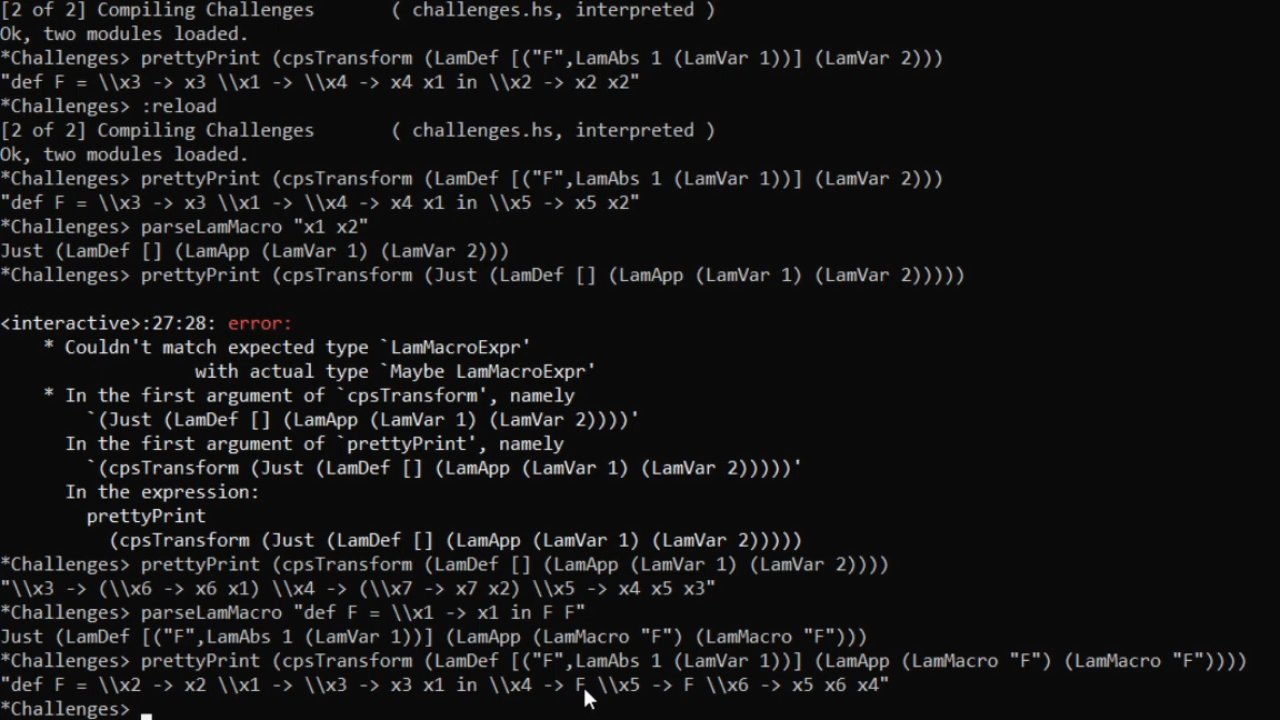 [2 of 2] Compiling Challenges       ( challenges.hs, interpreted )
Ok, two modules loaded.
*Challenges> prettyPrint (cpsTransform (LamDef [("F",LamAbs 1 (LamVar 1))] (LamVar 2)))
"def F = \\x3 -> x3 \\x1 -> \\x4 -> x4 x1 in \\x2 -> x2 x2"
*Challenges> :reload
[2 of 2] Compiling Challenges       ( challenges.hs, interpreted )
Ok, two modules loaded.
*Challenges> prettyPrint (cpsTransform (LamDef [("F",LamAbs 1 (LamVar 1))] (LamVar 2)))
"def F = \\x3 -> x3 \\x1 -> \\x4 -> x4 x1 in \\x5 -> x5 x2"
*Challenges> parseLamMacro "x1 x2"
Just (LamDef [] (LamApp (LamVar 1) (LamVar 2)))
*Challenges> prettyPrint (cpsTransform (Just (LamDef [] (LamApp (LamVar 1) (LamVar 2)))))

<interactive>:27:28: error:
    * Couldn't match expected type `LamMacroExpr'
                  with actual type `Maybe LamMacroExpr'
    * In the first argument of `cpsTransform', namely
        `(Just (LamDef [] (LamApp (LamVar 1) (LamVar 2))))'
      In the first argument of `prettyPrint', namely
        `(cpsTransform (Just (LamDef [] (LamApp (LamVar 1) (LamVar 2)))))'
      In the expression:
        prettyPrint
          (cpsTransform (Just (LamDef [] (LamApp (LamVar 1) (LamVar 2)))))
*Challenges> prettyPrint (cpsTransform (LamDef [] (LamApp (LamVar 1) (LamVar 2))))
"\\x3 -> (\\x6 -> x6 x1) \\x4 -> (\\x7 -> x7 x2) \\x5 -> x4 x5 x3"
*Challenges> parseLamMacro "def F = \\x1 -> x1 in F F"
Just (LamDef [("F",LamAbs 1 (LamVar 1))] (LamApp (LamMacro "F") (LamMacro "F")))
*Challenges> prettyPrint (cpsTransform (LamDef [("F",LamAbs 1 (LamVar 1))] (LamApp (LamMacro "F") (LamMacro "F"))))
"def F = \\x2 -> x2 \\x1 -> \\x3 -> x3 x1 in \\x4 -> F \\x5 -> F \\x6 -> x5 x6 x4"
*Challenges>